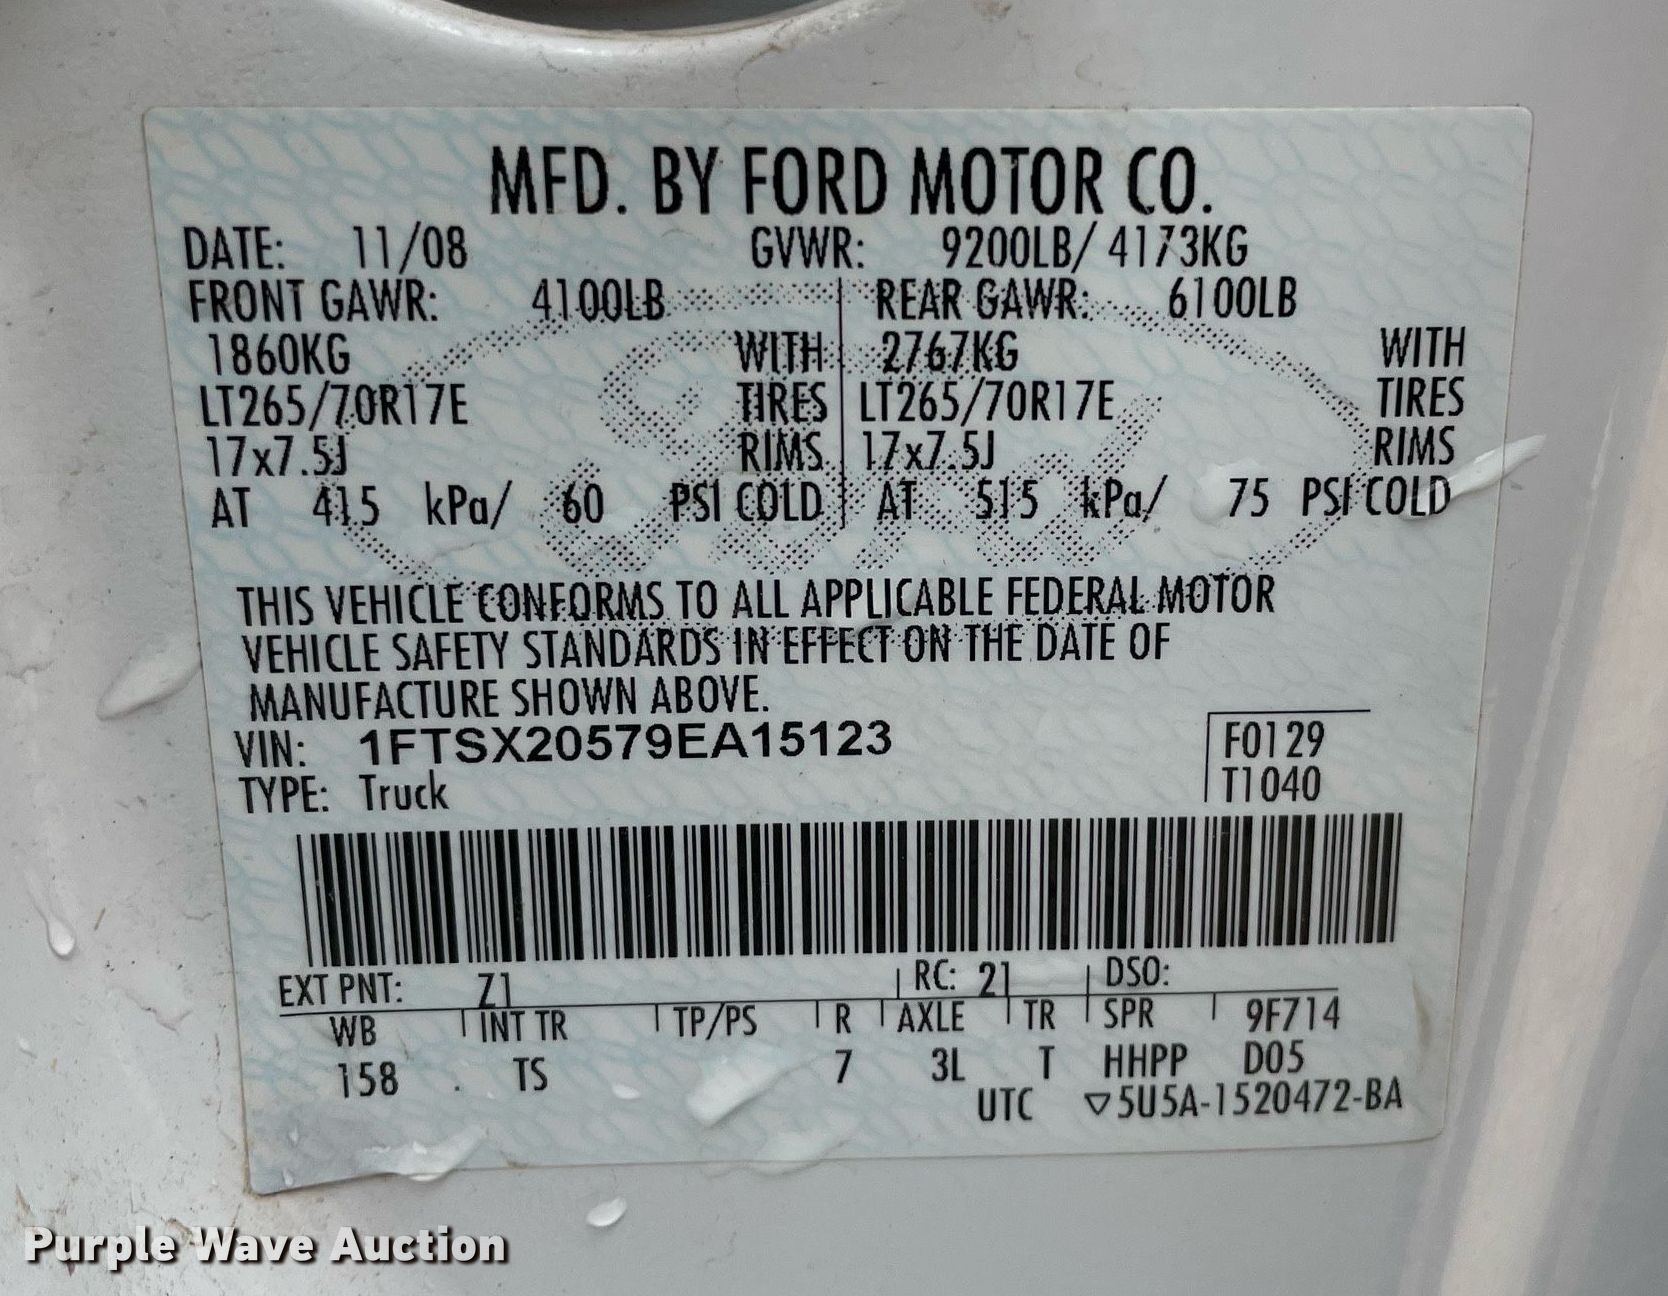 MFD. BY FORD MOTOR CO.
DATE: 11/08 GVWR: 9200LB/ 4173KG
FRONT GAWR: 4100LB REAR GAWR: 6100LB
1860KG WITH 2767KG WITH
LT265/70R17E TIRES LT265/70R17E TIRES
17x7.5J RIMS 17x7.5J RIMS
AT 415 kPa/ 60 PSI COLD AT 515 kPa/ 75 PSI COLD
THIS VEHICLE CONFORMS TO ALL APPLICABLE FEDERAL MOTOR
VEHICLE SAFETY STANDARDS IN EFFECT ON THE DATE OF
MANUFACTURE SHOWN ABOVE.
VIN: 1FTSX20579EA15123 F0129
TYPE: Truck T1040
EXT PNT: Z1 RC: 21 DSO:
WB INT TR TP/PS R AXLE TR SPR 9F714
158 . TS 7 3L T HHPP D05
UTC ▽5U5A-1520472-BA
Ford
Purple Wave Auction